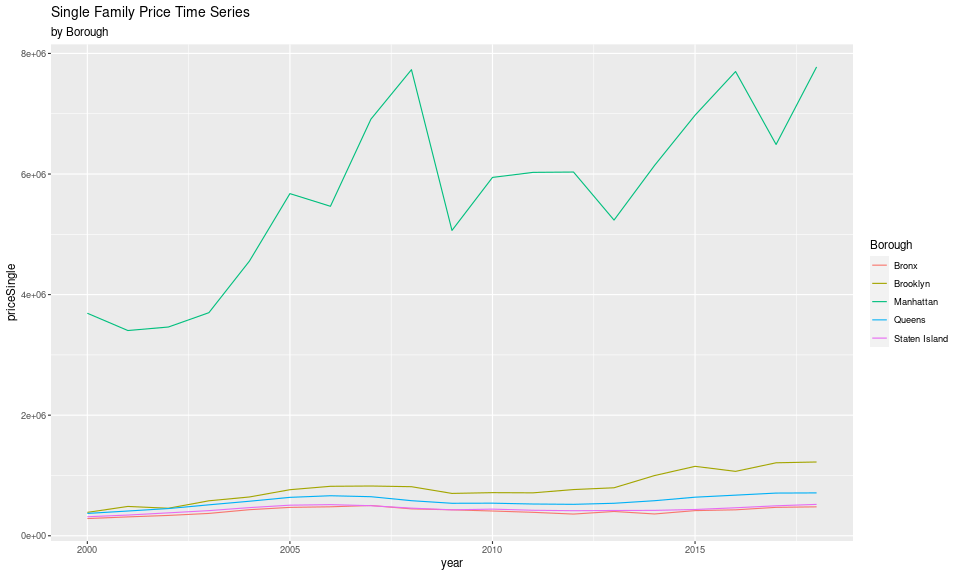 Single Family Price Time Series
by Borough
8e+06
6e+06
4e+06
2e+06
0e+00
priceSingle
2000
2005
2010
2015
year
Borough
Bronx
Brooklyn
Manhattan
Queens
Staten Island